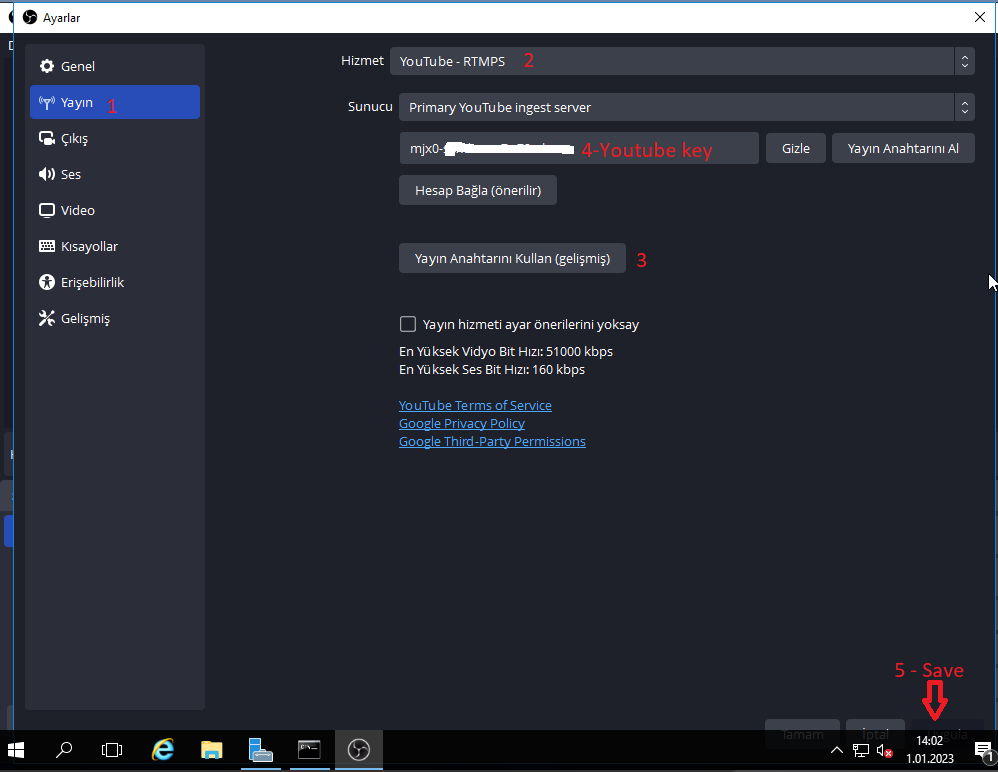 Ayarlar
Genel
Yayın 1
Çıkış
Ses
Video
Kısayollar
Erişebilirlik
Gelişmiş
Hizmet YouTube - RTMPS 2
Sunucu Primary YouTube ingest server
mjx0- 4-Youtube key Gizle Yayın Anahtarını Al
Hesap Bağla (önerilir)
Yayın Anahtarını Kullan (gelişmiş) 3
Yayın hizmeti ayar önerilerini yoksay
En Yüksek Vidyo Bit Hızı: 51000 kbps
En Yüksek Ses Bit Hızı: 160 kbps
YouTube Terms of Service
Google Privacy Policy
Google Third-Party Permissions
5 - Save
Tamam İptal
14:02
1.01.2023
1